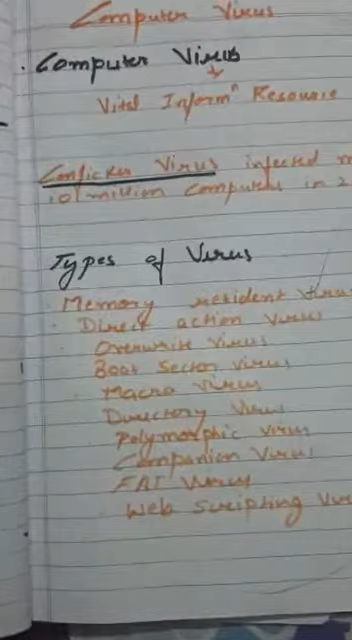 Computer Virus
. Computer Virus
Vital Informⁿ Resource
Conficker Virus infected m
10 million computers in 2
Types of Virus
Memory resident Virus
. Direct action Virus
Overwrite Virus
Boot Sector Virus
Macro Virus
Directory Virus
Polymorphic Virus
Companion Virus
FAT Virus
Web Scripting Viru